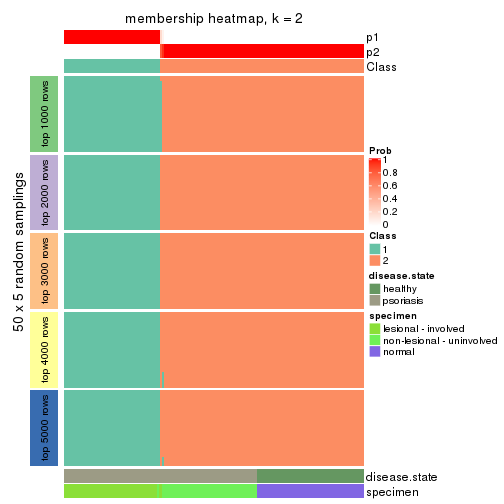 membership heatmap, k = 2
p1
p2
Class
50 x 5 random samplings
top 1000 rows
top 2000 rows
top 3000 rows
top 4000 rows
top 5000 rows
Prob
1
0.8
0.6
0.4
0.2
0
Class
1
2
disease.state
healthy
psoriasis
specimen
lesional - involved
non-lesional - uninvolved
normal
disease.state
specimen